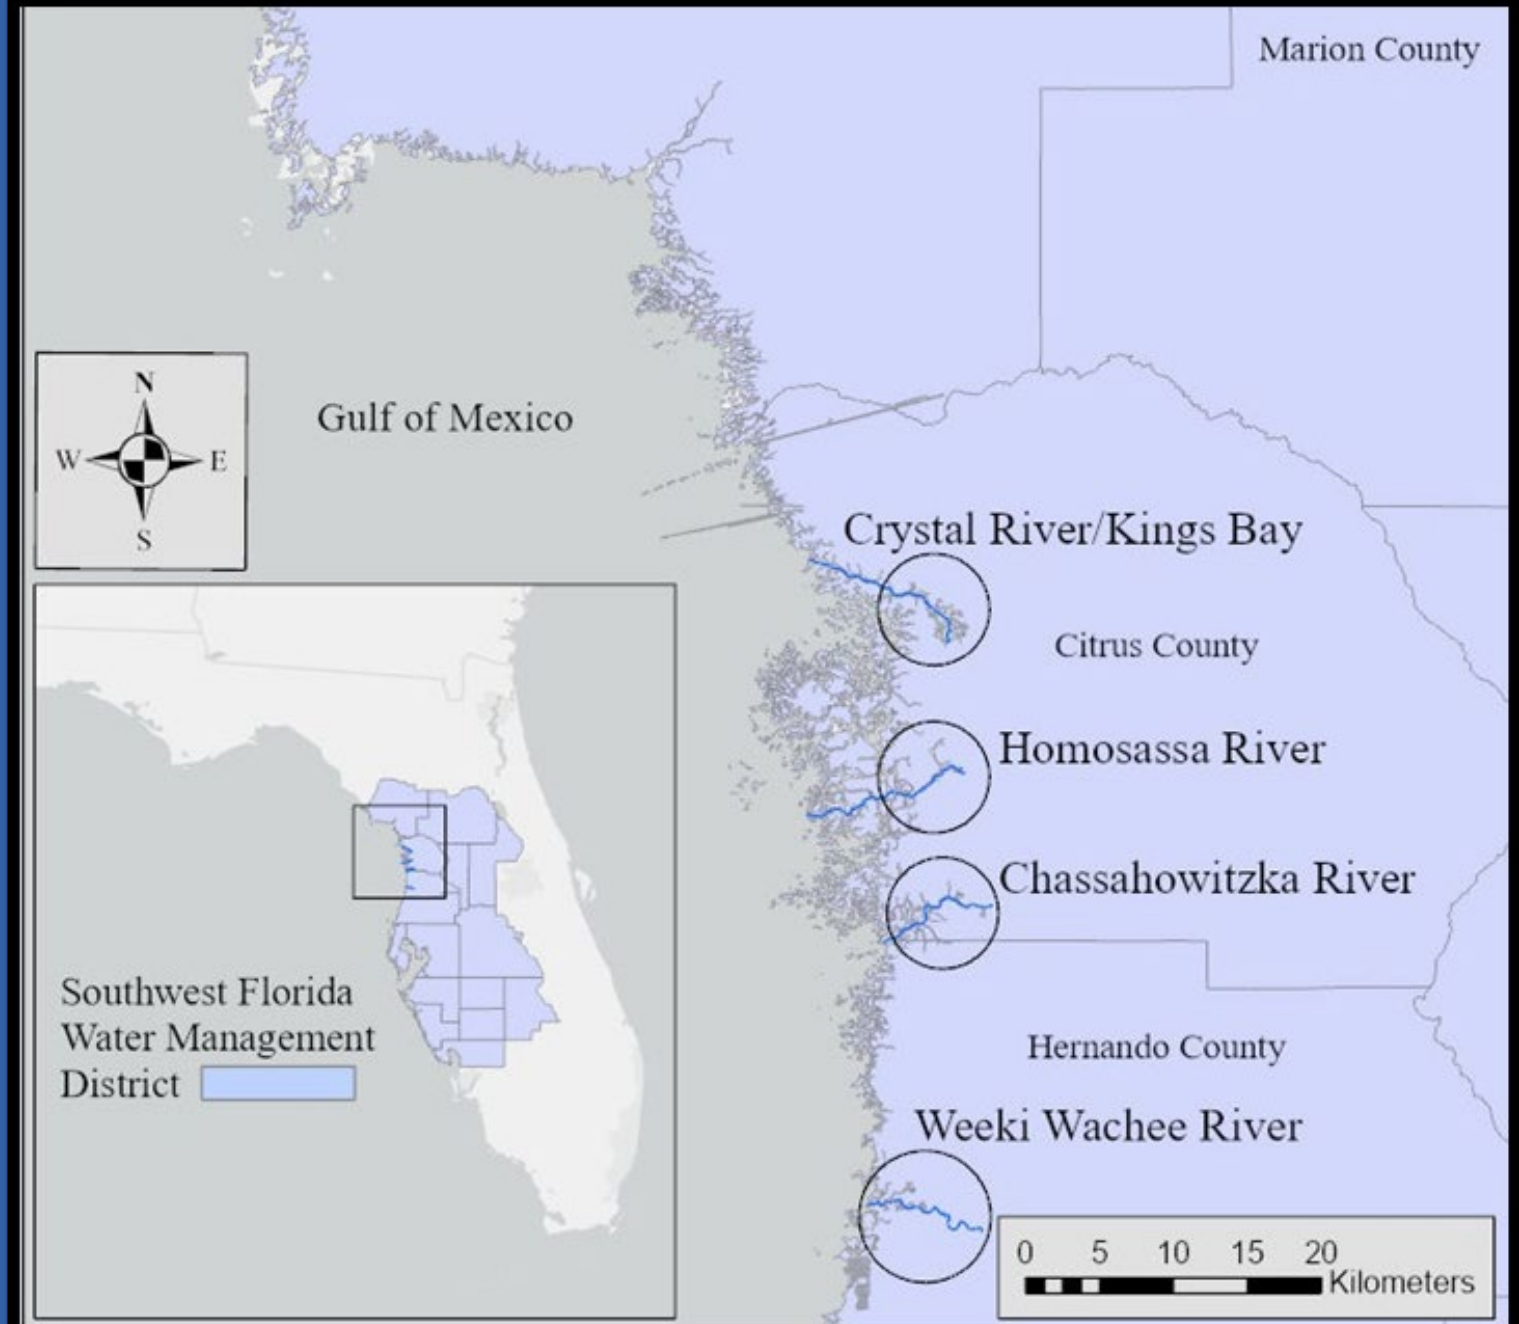 Marion County
N
W E
S
Gulf of Mexico
Crystal River/Kings Bay
Citrus County
Homosassa River
Chassahowitzka River
Southwest Florida
Water Management
District
Hernando County
Weeki Wachee River
0 5 10 15 20
Kilometers